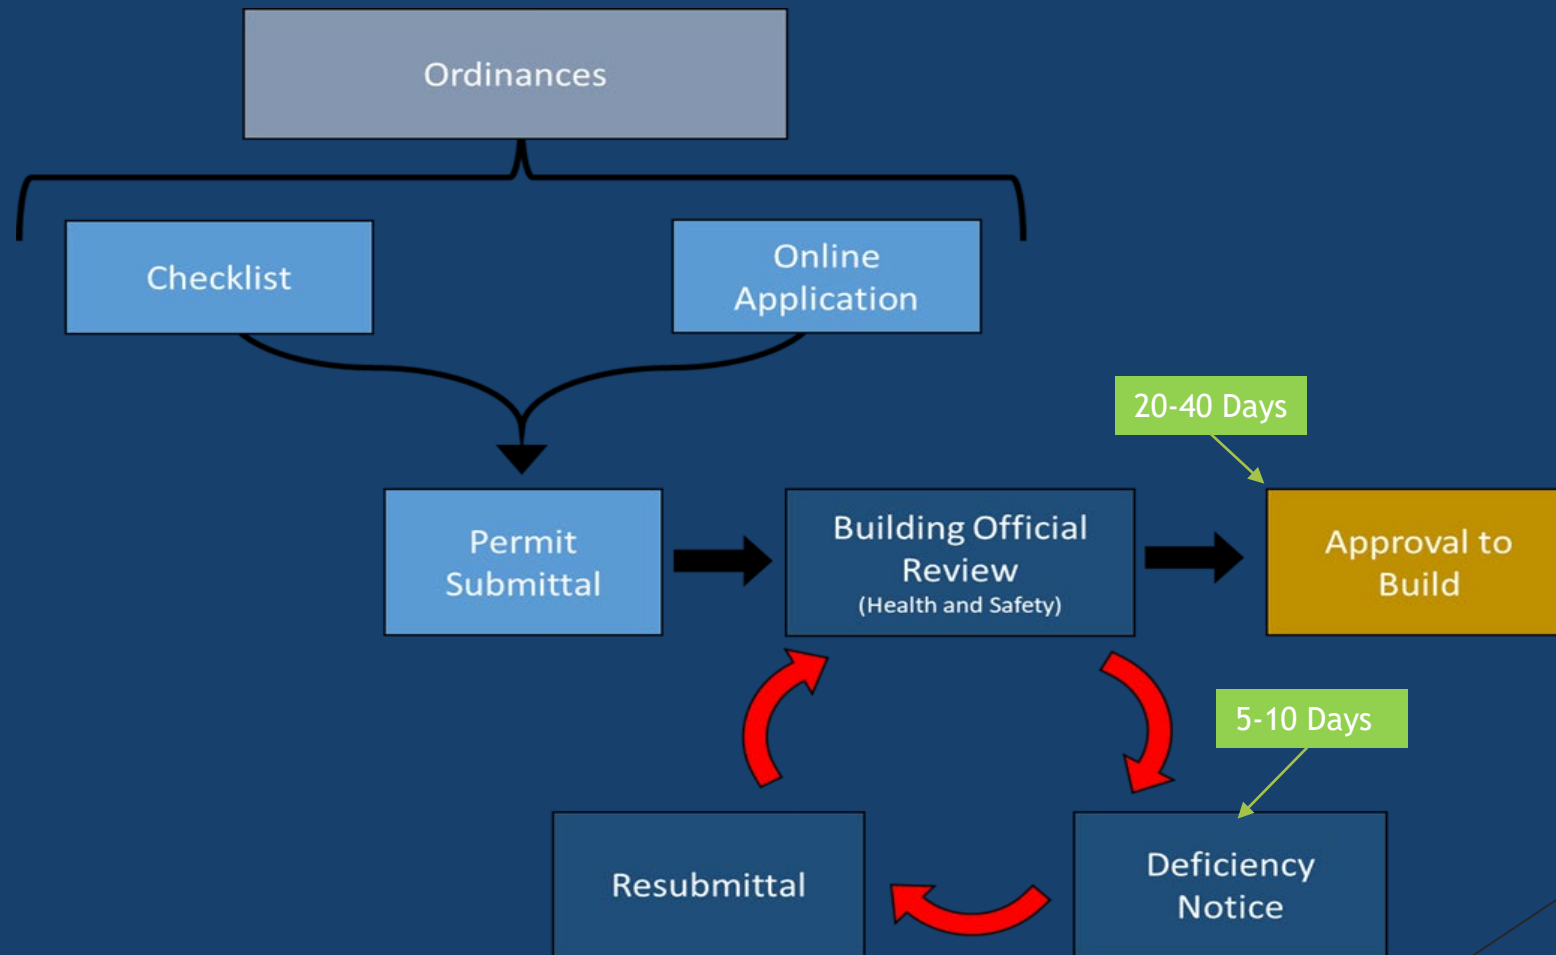 Ordinances
Checklist
Online
Application
20-40 Days
Permit
Submittal
Building Official
Review
(Health and Safety)
Approval to
Build
5-10 Days
Resubmittal
Deficiency
Notice